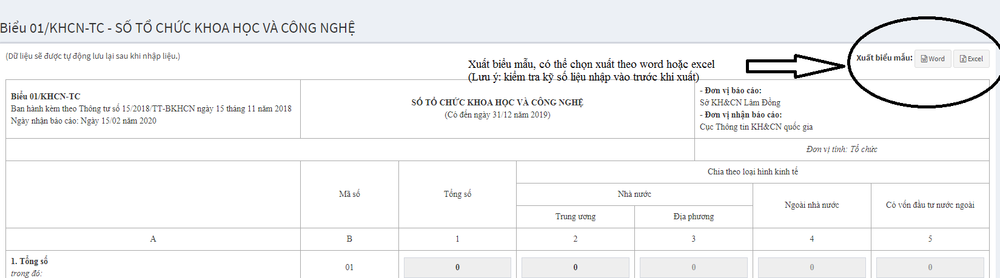 Biểu 01/KHCN-TC - SỐ TỔ CHỨC KHOA HỌC VÀ CÔNG NGHỆ
(Dữ liệu sẽ được tự động lưu lại sau khi nhập liệu.)
Xuất biểu mẫu: Word Excel
Xuất biểu mẫu, có thể chọn xuất theo word hoặc excel
(Lưu ý: kiểm tra kỹ số liệu nhập vào trước khi xuất)
Biểu 01/KHCN-TC
Ban hành kèm theo Thông tư số 15/2018/TT-BKHCN ngày 15 tháng 11 năm 2018
Ngày nhận báo cáo: Ngày 15/02 năm 2020
SỐ TỔ CHỨC KHOA HỌC VÀ CÔNG NGHỆ
(Có đến ngày 31/12 năm 2019)
- Đơn vị báo cáo:
Sở KH&CN Lâm Đồng
- Đơn vị nhận báo cáo:
Cục Thông tin KH&CN quốc gia
Đơn vị tính: Tổ chức
Mã số
Tổng số
Chia theo loại hình kinh tế
Nhà nước
Ngoài nhà nước
Có vốn đầu tư nước ngoài
Trung ương
Địa phương
A B 1 2 3 4 5
1. Tổng số
trong đó:
01 0 0 0 0 0